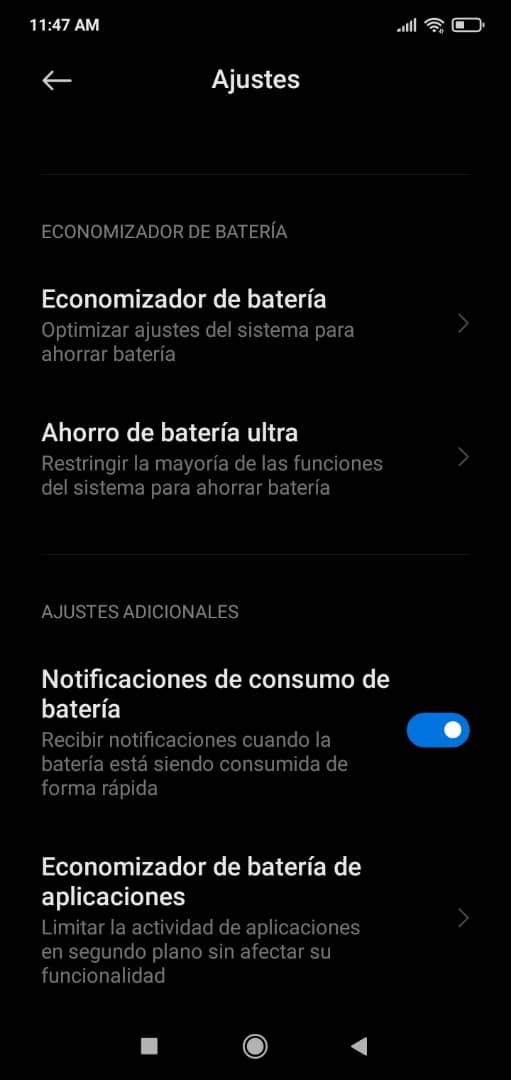 11:47 AM
Ajustes
ECONOMIZADOR DE BATERÍA
Economizador de batería
Optimizar ajustes del sistema para
ahorrar batería
Ahorro de batería ultra
Restringir la mayoría de las funciones
del sistema para ahorrar batería
AJUSTES ADICIONALES
Notificaciones de consumo de
batería
Recibir notificaciones cuando la
batería está siendo consumida de
forma rápida
Economizador de batería de
aplicaciones
Limitar la actividad de aplicaciones
en segundo plano sin afectar su
funcionalidad